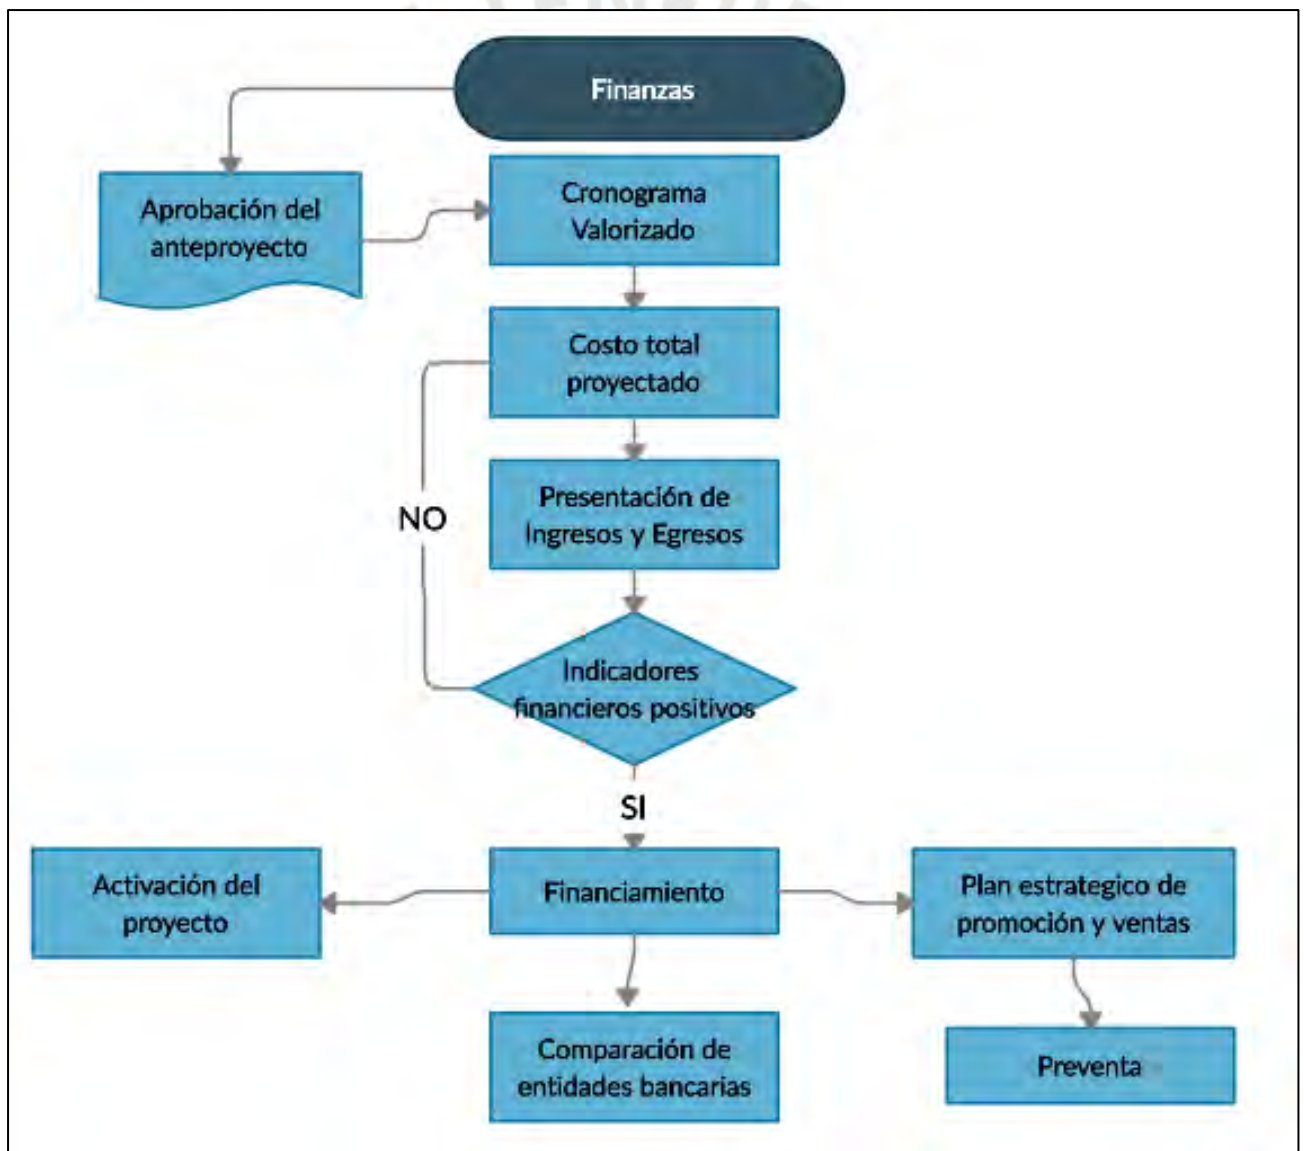 Finanzas
Aprobación del
anteproyecto
Cronograma
Valorizado
Costo total
proyectado
NO
Presentación de
Ingresos y Egresos
Indicadores
financieros positivos
SI
Activación del
proyecto
Financiamiento
Plan estrategico de
promoción y ventas
Comparación de
entidades bancarias
Preventa